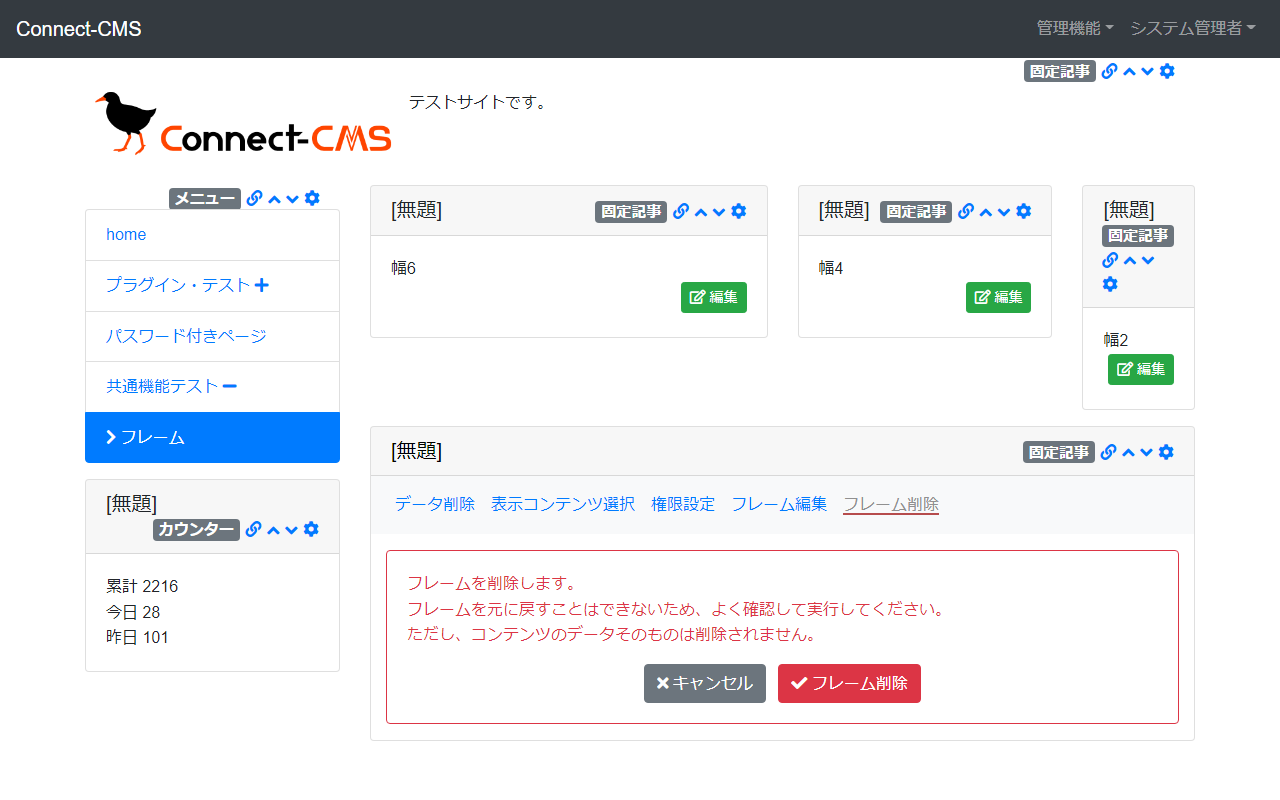 Connect-CMS
管理機能
システム管理者
固定記事
Connect-CMS
テストサイトです。
メニュー
home
プラグイン・テスト
パスワード付きページ
共通機能テスト
フレーム
[無題]
カウンター
累計 2216
今日 28
昨日 101
[無題]
固定記事
幅6
編集
[無題]
固定記事
幅4
編集
[無題]
固定記事
幅2
編集
[無題]
固定記事
データ削除 表示コンテンツ選択 権限設定 フレーム編集 フレーム削除
フレームを削除します。
フレームを元に戻すことはできないため、よく確認して実行してください。
ただし、コンテンツのデータそのものは削除されません。
キャンセル
フレーム削除